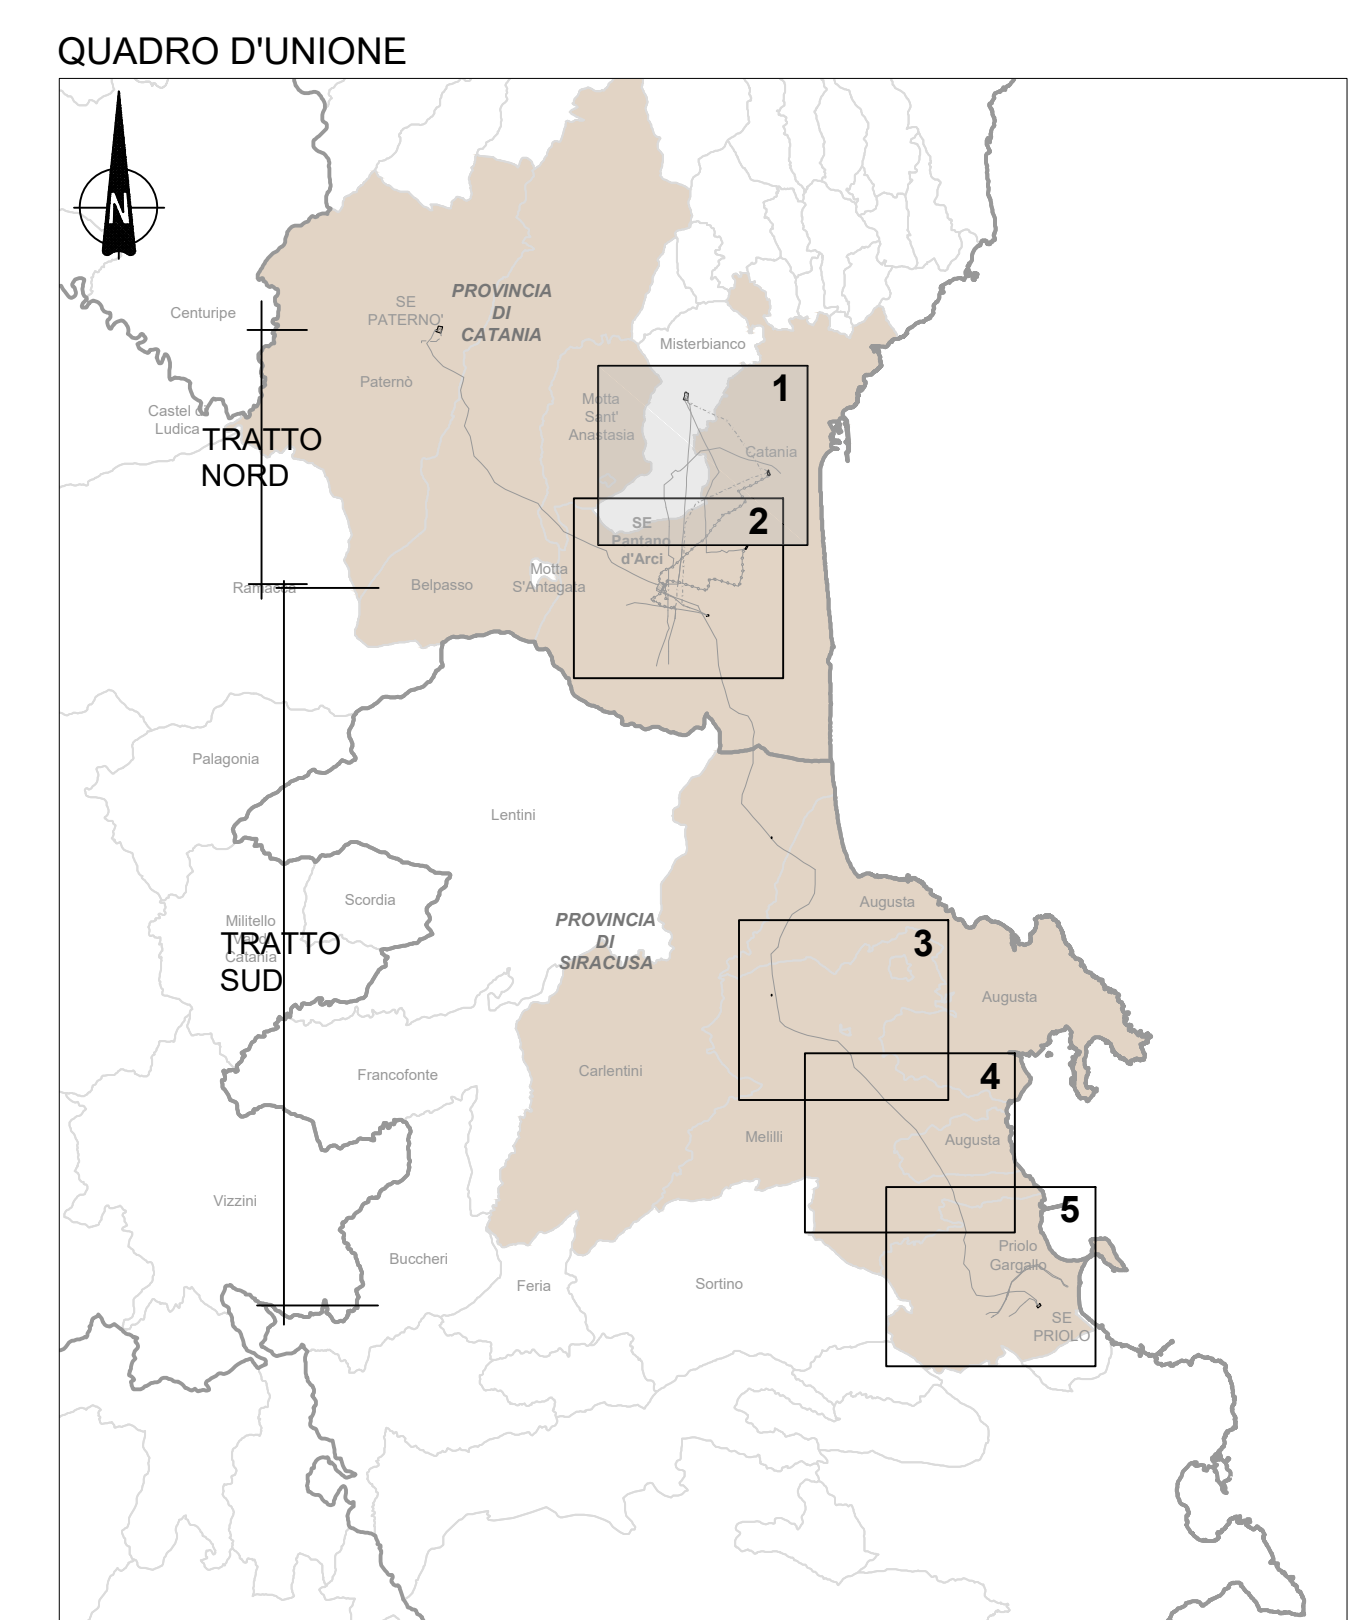 QUADRO D'UNIONE
N
PROVINCIA
DI
CATANIA
SE
PATERNO'
Centuripe
Misterbianco
Paternò
1
Motta
Sant'
Anastasia
Castel di
Ludica
TRATTO
NORD
Catania
2
SE
Pantano
d'Arci
Motta
S'Antagata
Belpasso
Ramacca
Palagonia
Lentini
Scordia
Augusta
Militello
Catania
TRATTO
SUD
PROVINCIA
DI
SIRACUSA
3
Augusta
Francofonte
Carlentini
4
Melilli
Augusta
Vizzini
5
Priolo
Gargallo
Buccheri
Feria
Sortino
SE
PRIOLO